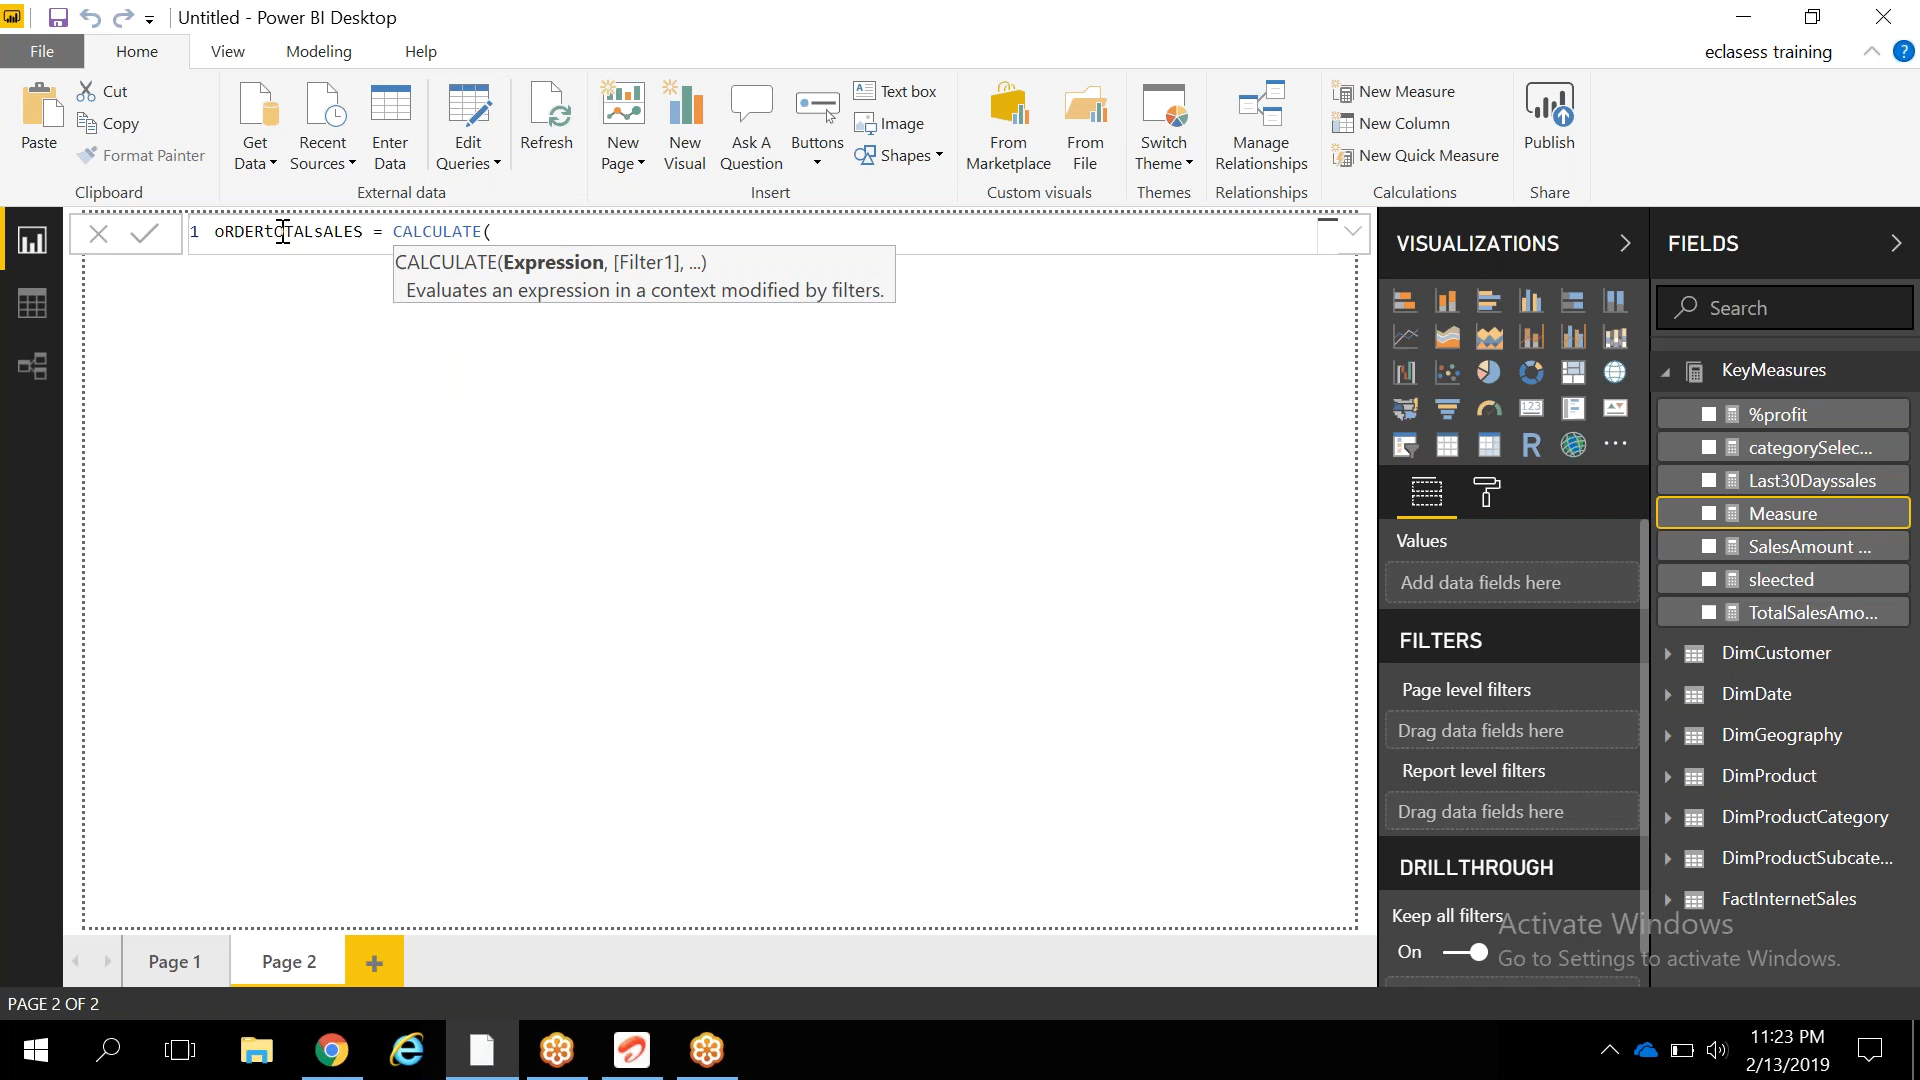 Untitled - Power BI Desktop
File
Home
View
Modeling
Help
eclasess training
?
Paste
Cut
Copy
Format Painter
Get Data
Recent Sources
Enter Data
Edit Queries
Refresh
New Page
New Visual
Ask A Question
Buttons
Text box
Image
Shapes
From Marketplace
From File
Switch Theme
Manage Relationships
New Measure
New Column
New Quick Measure
Publish
Clipboard
External data
Insert
Custom visuals
Themes
Relationships
Calculations
Share
1 oRDERtOTALsALES = CALCULATE(
CALCULATE(Expression, [Filter1], ...)
Evaluates an expression in a context modified by filters.
VISUALIZATIONS
123
R
Values
Add data fields here
FILTERS
Page level filters
Drag data fields here
Report level filters
Drag data fields here
DRILLTHROUGH
Keep all filters
On
FIELDS
Search
KeyMeasures
%profit
categorySelec...
Last30Dayssales
Measure
SalesAmount ...
sleected
TotalSalesAmo...
DimCustomer
DimDate
DimGeography
DimProduct
DimProductCategory
DimProductSubcate...
FactInternetSales
Activate Windows
Go to Settings to activate Windows.
Page 1
Page 2
PAGE 2 OF 2
11:23 PM
2/13/2019